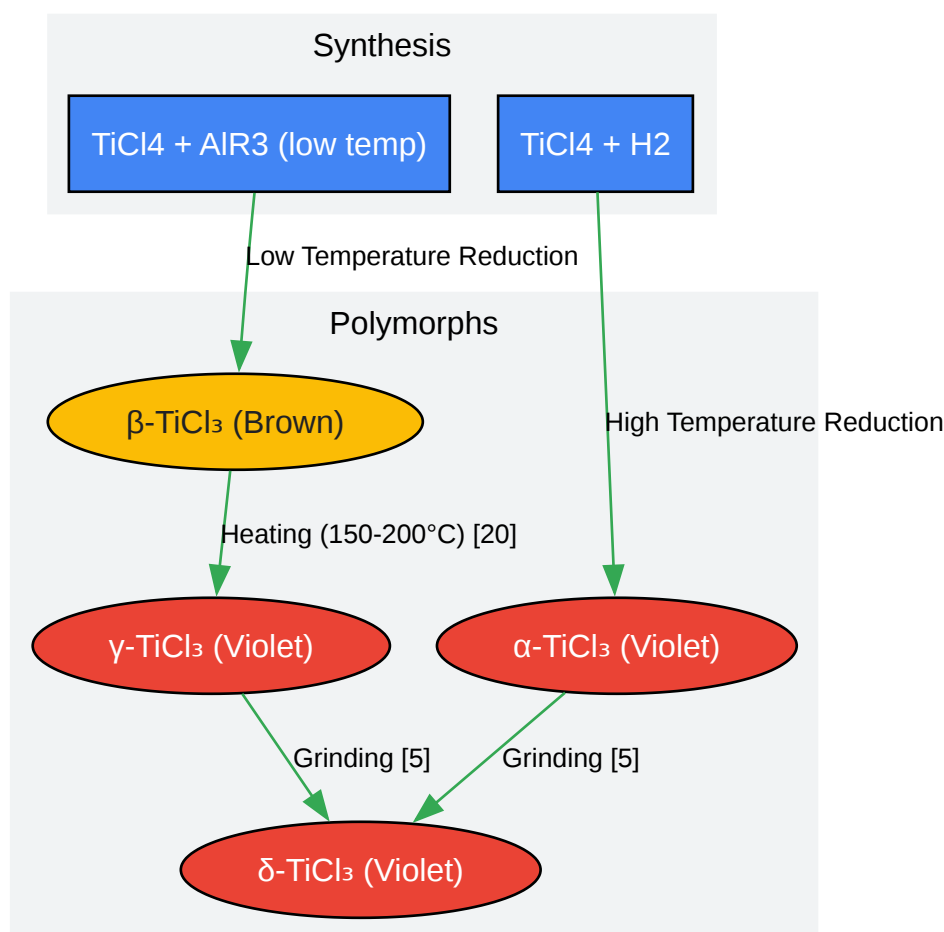 Synthesis
TiCl4 + AlR3 (low temp)
TiCl4 + H2
Low Temperature Reduction
Polymorphs
β-TiCl₃ (Brown)
High Temperature Reduction
Heating (150-200°C) [20]
γ-TiCl₃ (Violet)
α-TiCl₃ (Violet)
Grinding [5]
Grinding [5]
δ-TiCl₃ (Violet)